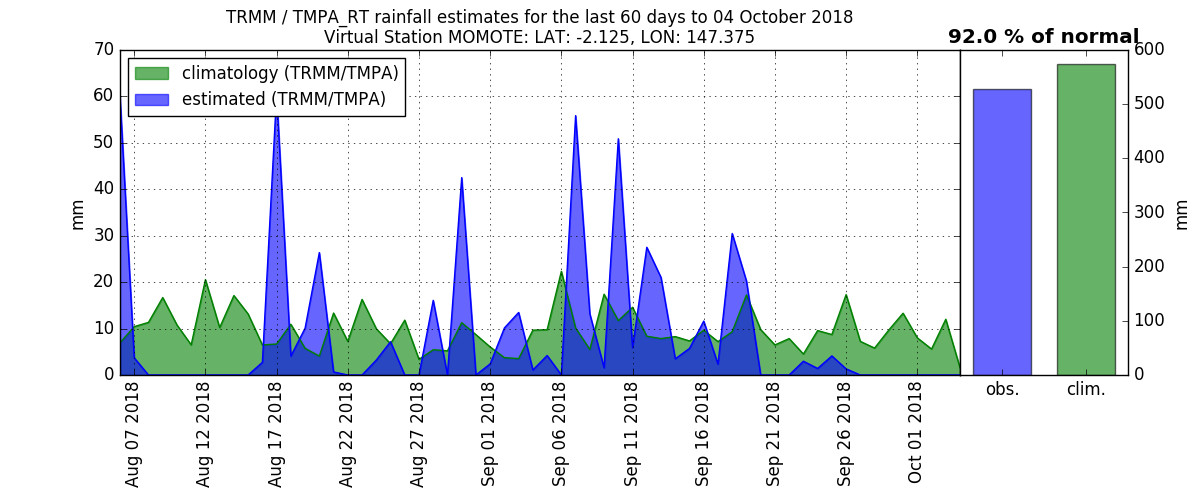 TRMM / TMPA_RT rainfall estimates for the last 60 days to 04 October 2018
Virtual Station MOMOTE: LAT: -2.125, LON: 147.375
92.0 % of normal
climatology (TRMM/TMPA)
estimated (TRMM/TMPA)
70
60
50
40
30
20
10
0
mm
600
500
400
300
200
100
0
mm
Aug 07 2018
Aug 12 2018
Aug 17 2018
Aug 22 2018
Aug 27 2018
Sep 01 2018
Sep 06 2018
Sep 11 2018
Sep 16 2018
Sep 21 2018
Sep 26 2018
Oct 01 2018
obs.
clim.